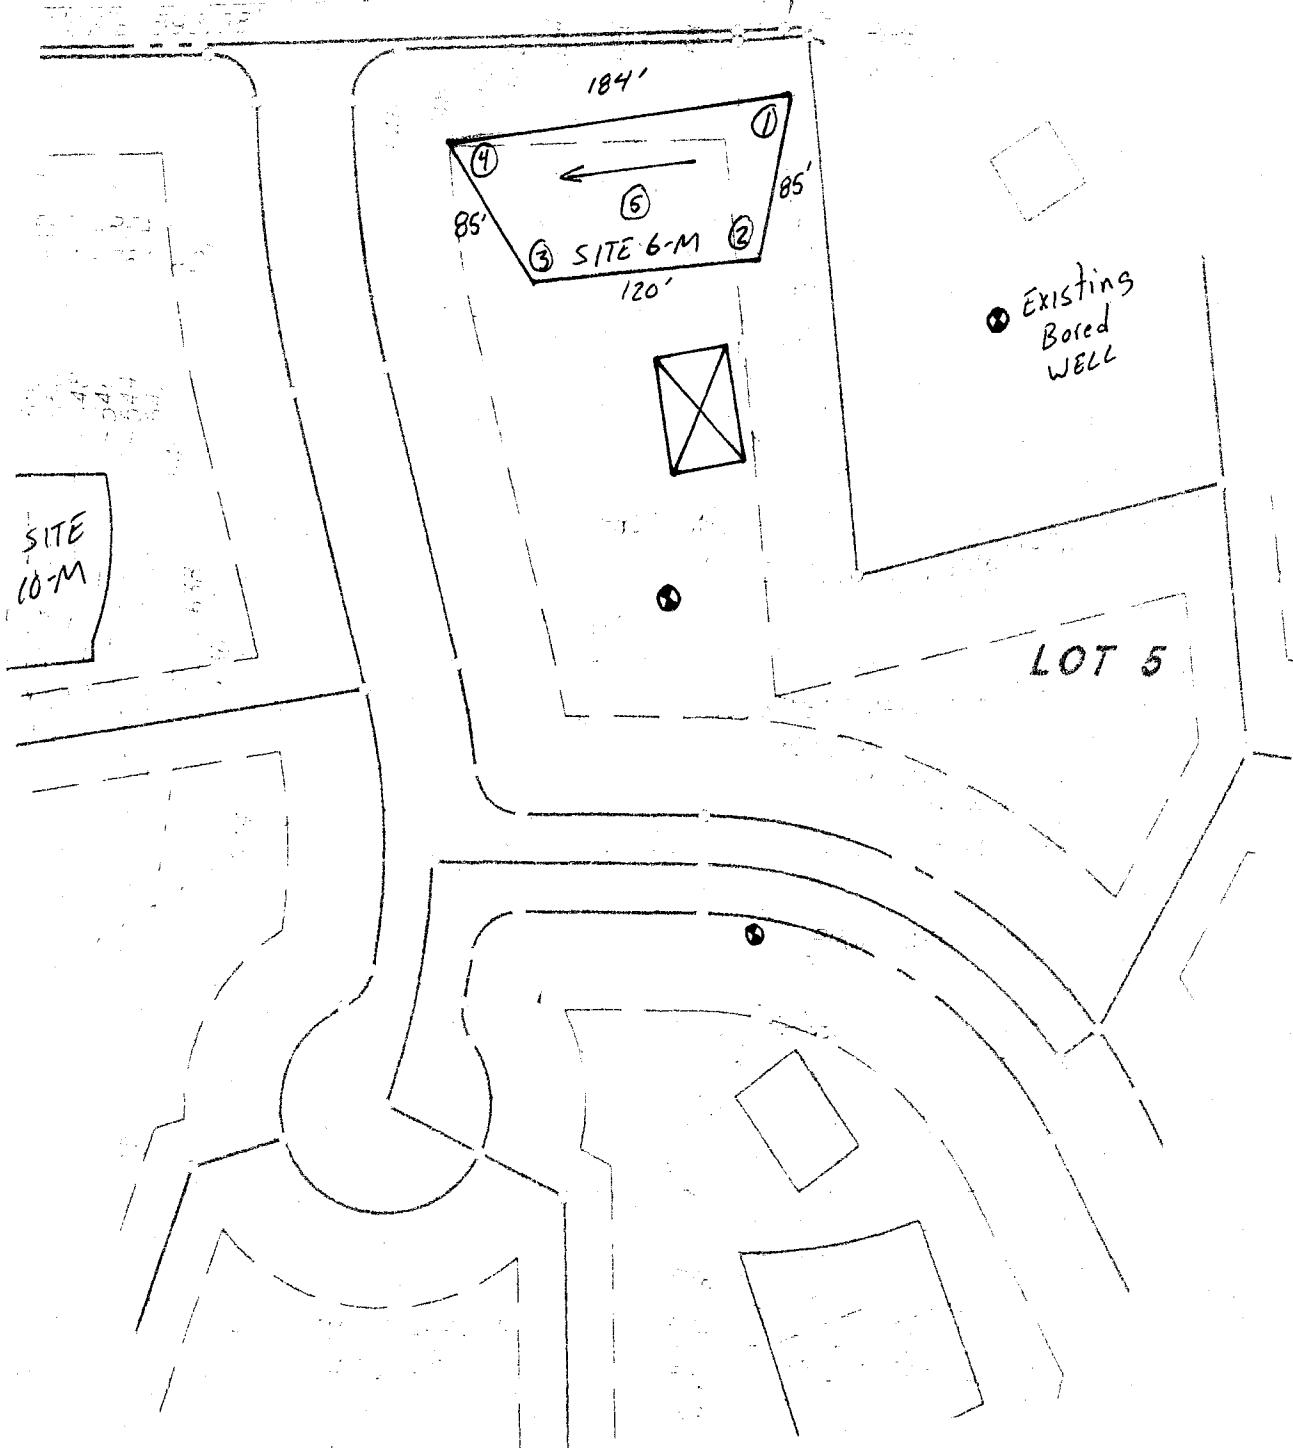 184'
①
④
85'
⑤
85'
③ SITE 6-M ②
120'
Existing
Bored
WELL
SITE
10-M
LOT 5